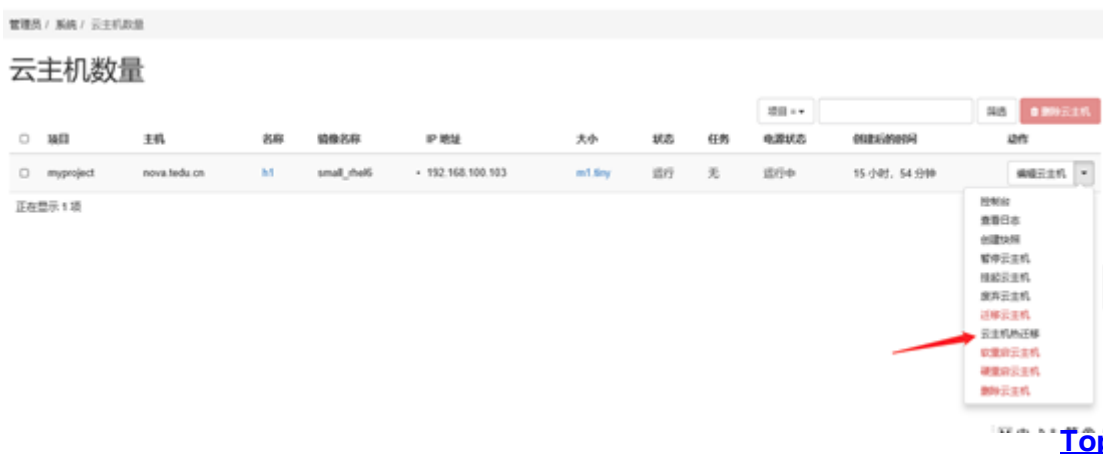 管理员 / 系统 / 云主机数量
云主机数量
项目 = 筛选 删除云主机
项目 主机 名称 镜像名称 IP 地址 大小 状态 任务 电源状态 创建后的时间 动作
myproject nova.tedu.cn h1 small_rhel6 • 192.168.100.103 m1.tiny 运行 无 运行中 15 小时，54 分钟 编辑云主机
正在显示 1 项
控制台
查看日志
创建快照
暂停云主机
挂起云主机
废弃云主机
迁移云主机
云主机热迁移
软重启云主机
硬重启云主机
删除云主机
Top